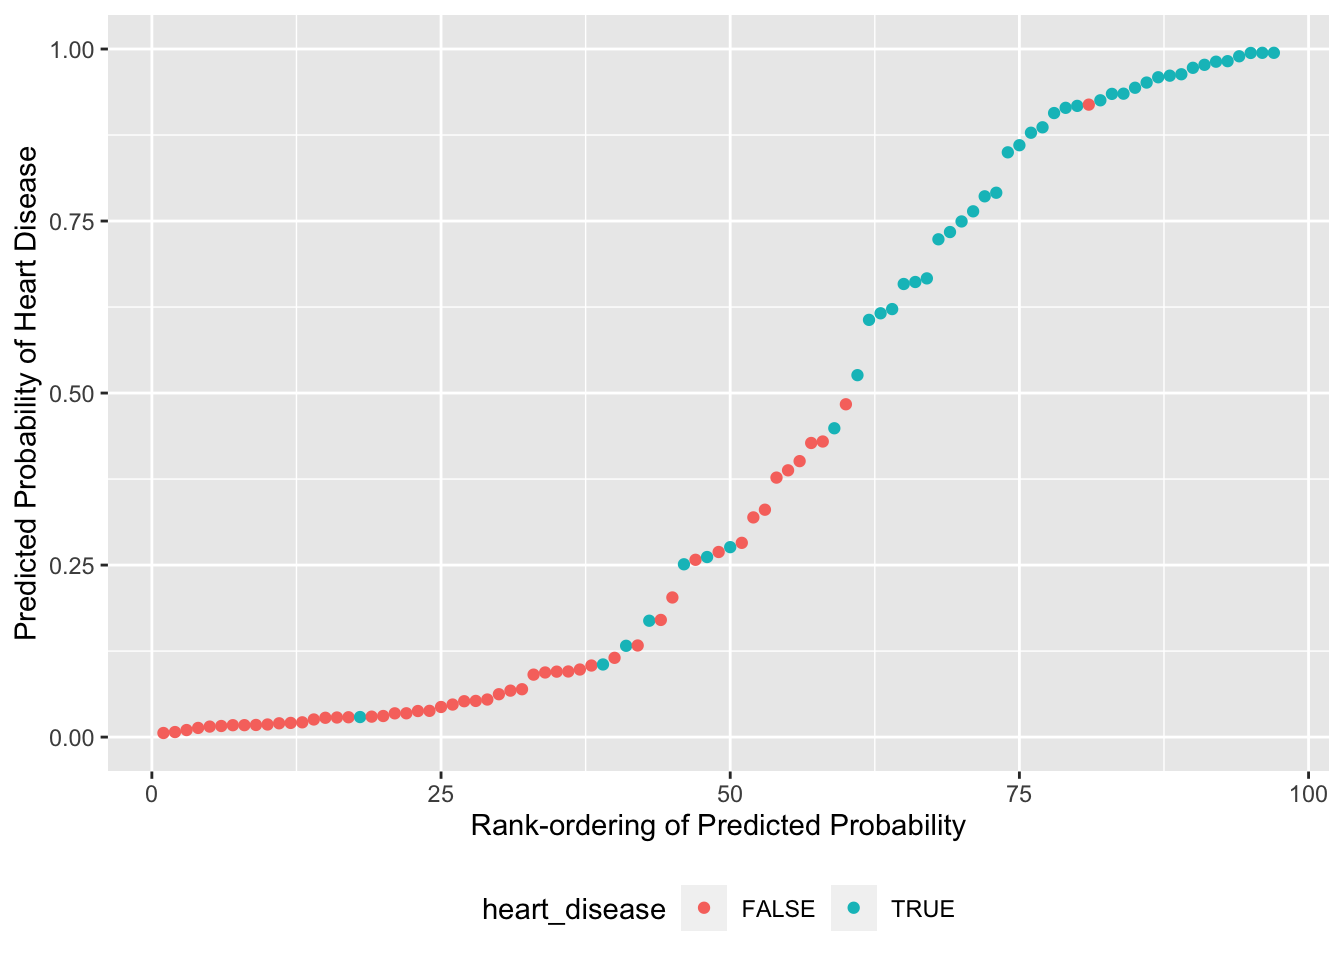 Predicted Probability of Heart Disease
1.00
0.75
0.50
0.25
0.00
0 25 50 75 100
Rank-ordering of Predicted Probability
heart_disease FALSE TRUE